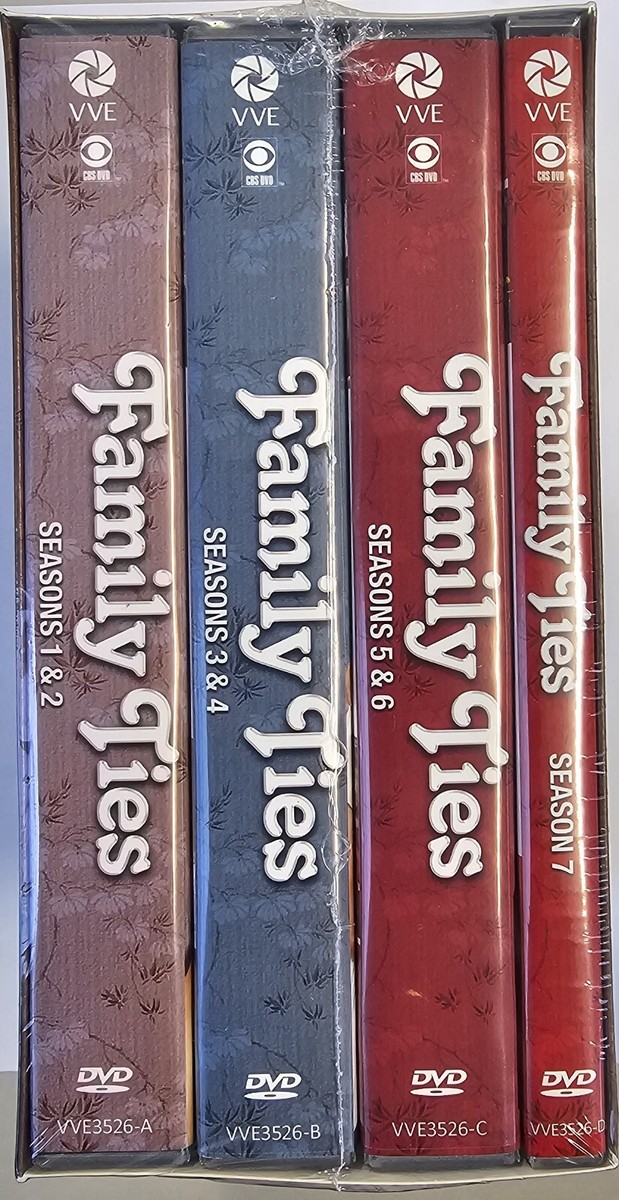 VVE
CBS DVD
Family Ties
SEASONS 1 & 2
DVD
VVE3526-A
VVE
CBS DVD
Family Ties
SEASONS 3 & 4
DVD
VVE3526-B
VVE
CBS DVD
Family Ties
SEASONS 5 & 6
DVD
VVE3526-C
VVE
CBS DVD
Family Ties
SEASON 7
DVD
VVE3526-D